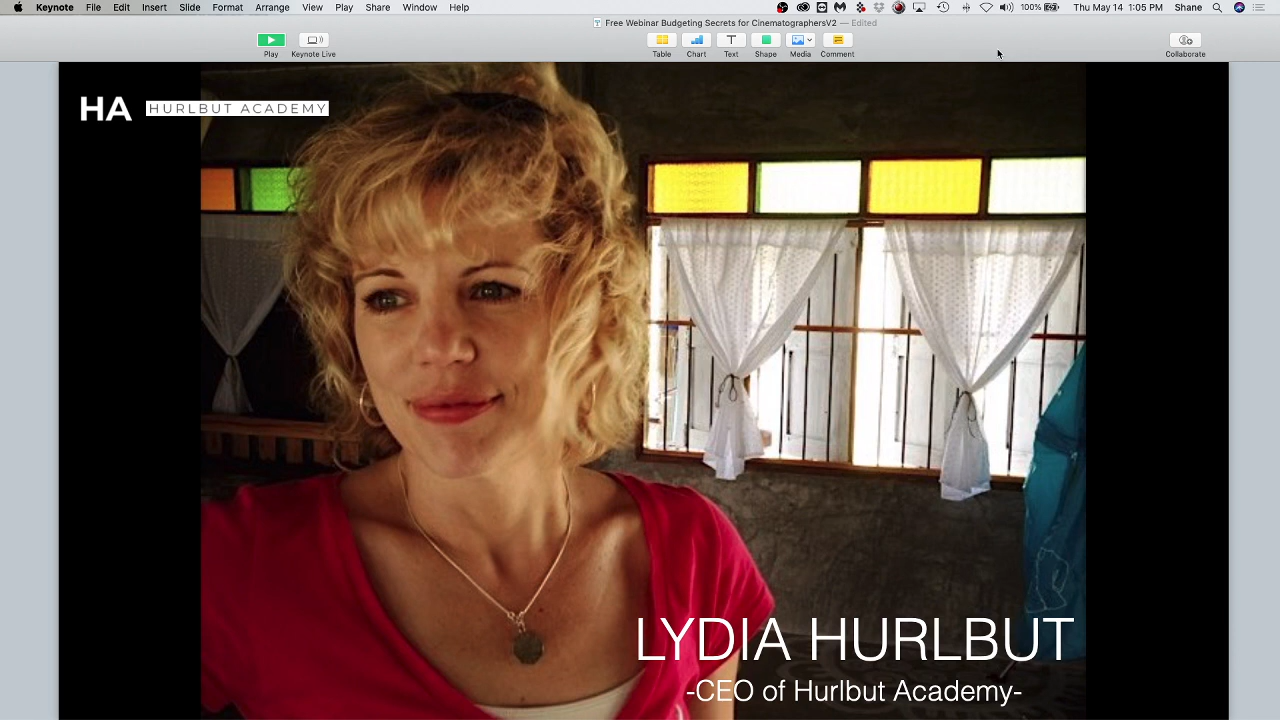 Keynote File Edit Insert Slide Format Arrange View Play Share Window Help 100% Thu May 14 1:05 PM Shane
Free Webinar Budgeting Secrets for CinematographersV2 — Edited
Play Keynote Live Table Chart Text Shape Media Comment Collaborate
HA HURLBUT ACADEMY
LYDIA HURLBUT
-CEO of Hurlbut Academy-